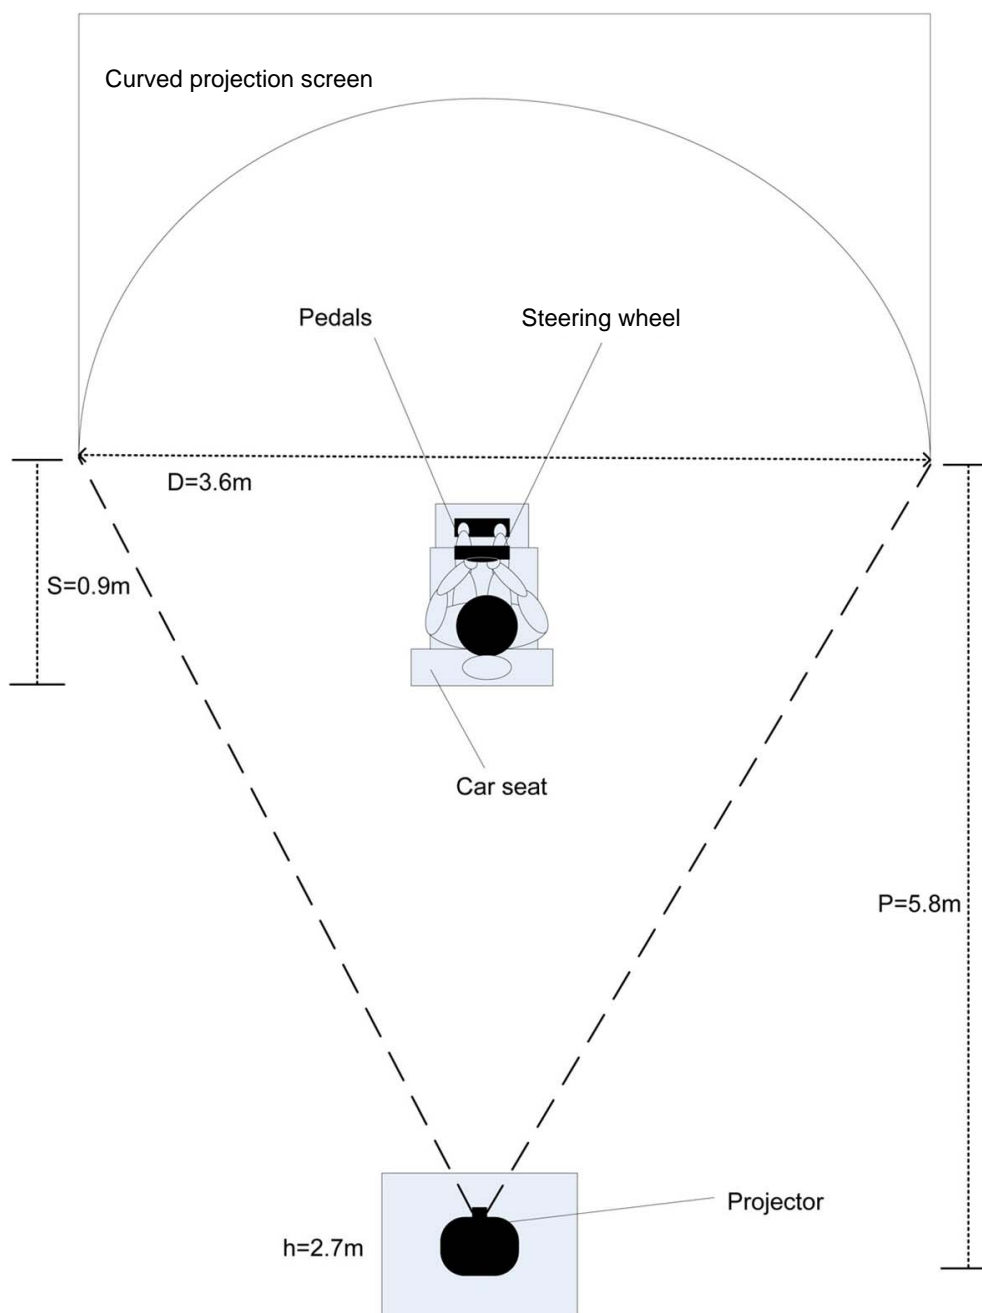 Curved projection screen
Pedals
Steering wheel
D=3.6m
S=0.9m
Car seat
P=5.8m
Projector
h=2.7m